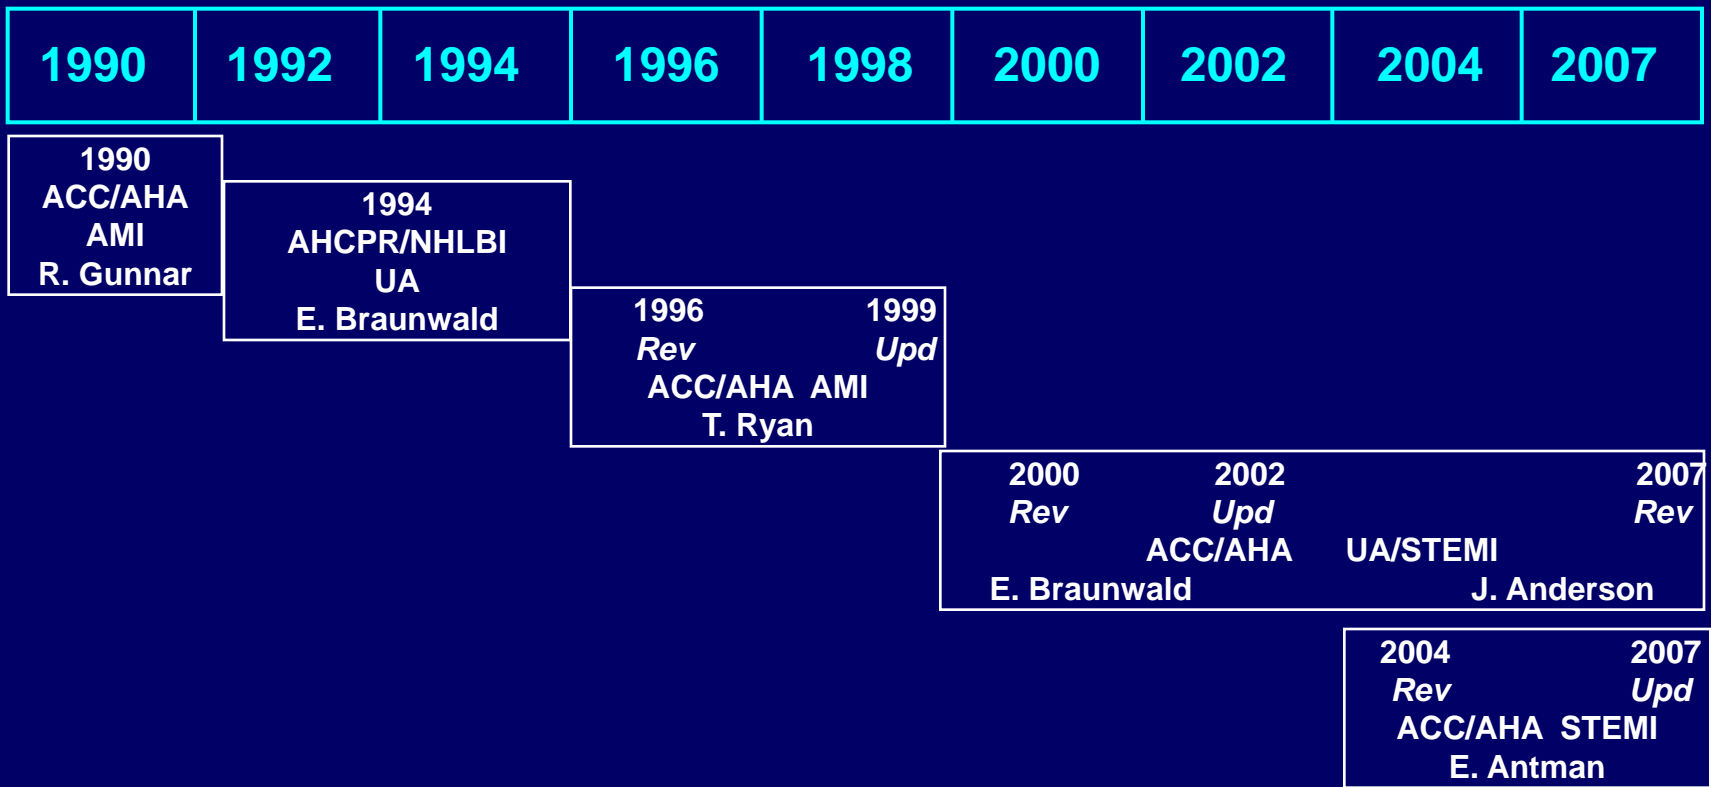 1990 1992 1994 1996 1998 2000 2002 2004 2007
1990
ACC/AHA
AMI
R. Gunnar
1994
AHCPR/NHLBI
UA
E. Braunwald
1996 1999
Rev Upd
ACC/AHA AMI
T. Ryan
2000 2002 2007
Rev Upd Rev
ACC/AHA UA/STEMI
E. Braunwald J. Anderson
2004 2007
Rev Upd
ACC/AHA STEMI
E. Antman